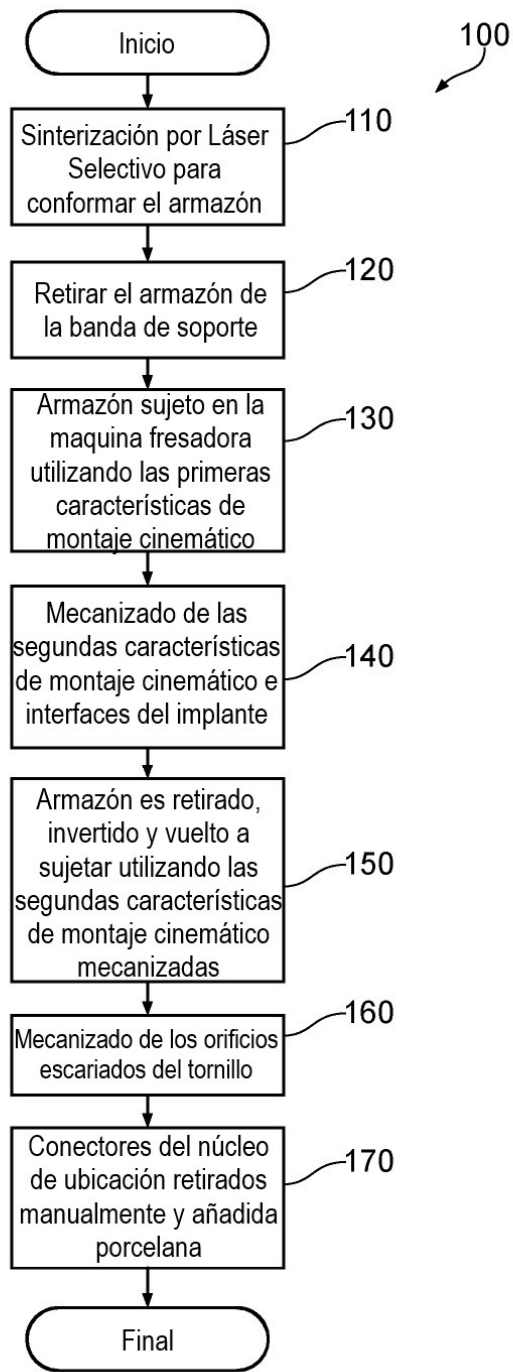 Inicio
100
Sinterización por Láser
Selectivo para
conformar el armazón
110
Retirar el armazón de
la banda de soporte
120
Armazón sujeto en la
maquina fresadora
utilizando las primeras
características de
montaje cinemático
130
Mecanizado de las
segundas características
de montaje cinemático e
interfaces del implante
140
Armazón es retirado,
invertido y vuelto a
sujetar utilizando las
segundas características
de montaje cinemático
mecanizadas
150
Mecanizado de los orificios
escariados del tornillo
160
Conectores del núcleo
de ubicación retirados
manualmente y añadida
porcelana
170
Final